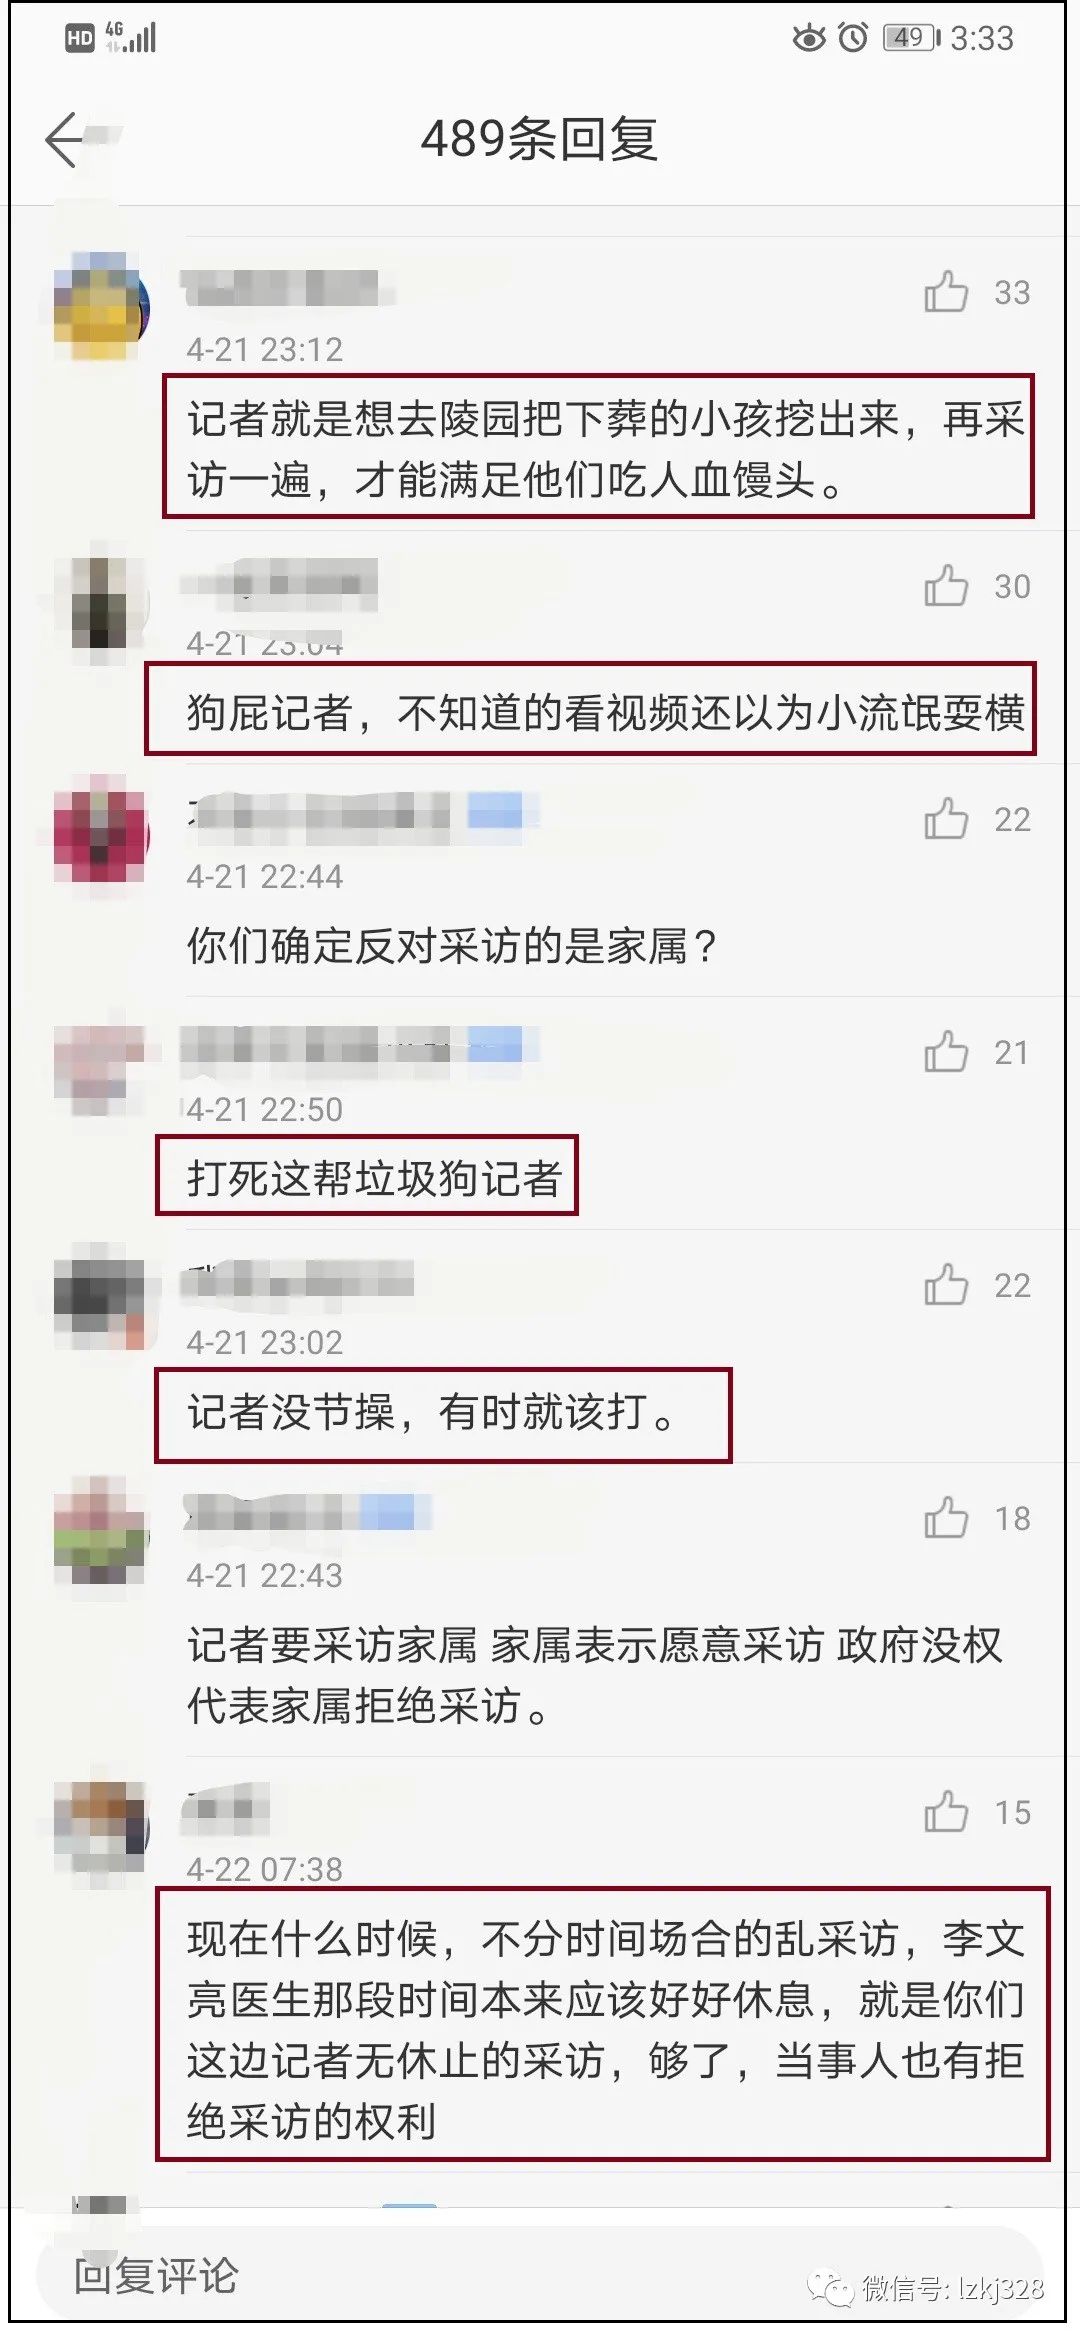 HD 4G 49 3:33
489条回复
33
4-21 23:12
记者就是想去陵园把下葬的小孩挖出来，再采
访一遍，才能满足他们吃人血馒头。
30
4-21 23:04
狗屁记者，不知道的看视频还以为小流氓耍横
22
4-21 22:44
你们确定反对采访的是家属？
21
4-21 22:50
打死这帮垃圾狗记者
22
4-21 23:02
记者没节操，有时就该打。
18
4-21 22:43
记者要采访家属 家属表示愿意采访 政府没权
代表家属拒绝采访。
15
4-22 07:38
现在什么时候，不分时间场合的乱采访，李文
亮医生那段时间本来应该好好休息，就是你们
这边记者无休止的采访，够了，当事人也有拒
绝采访的权利
回复评论
微信号: lzkj328